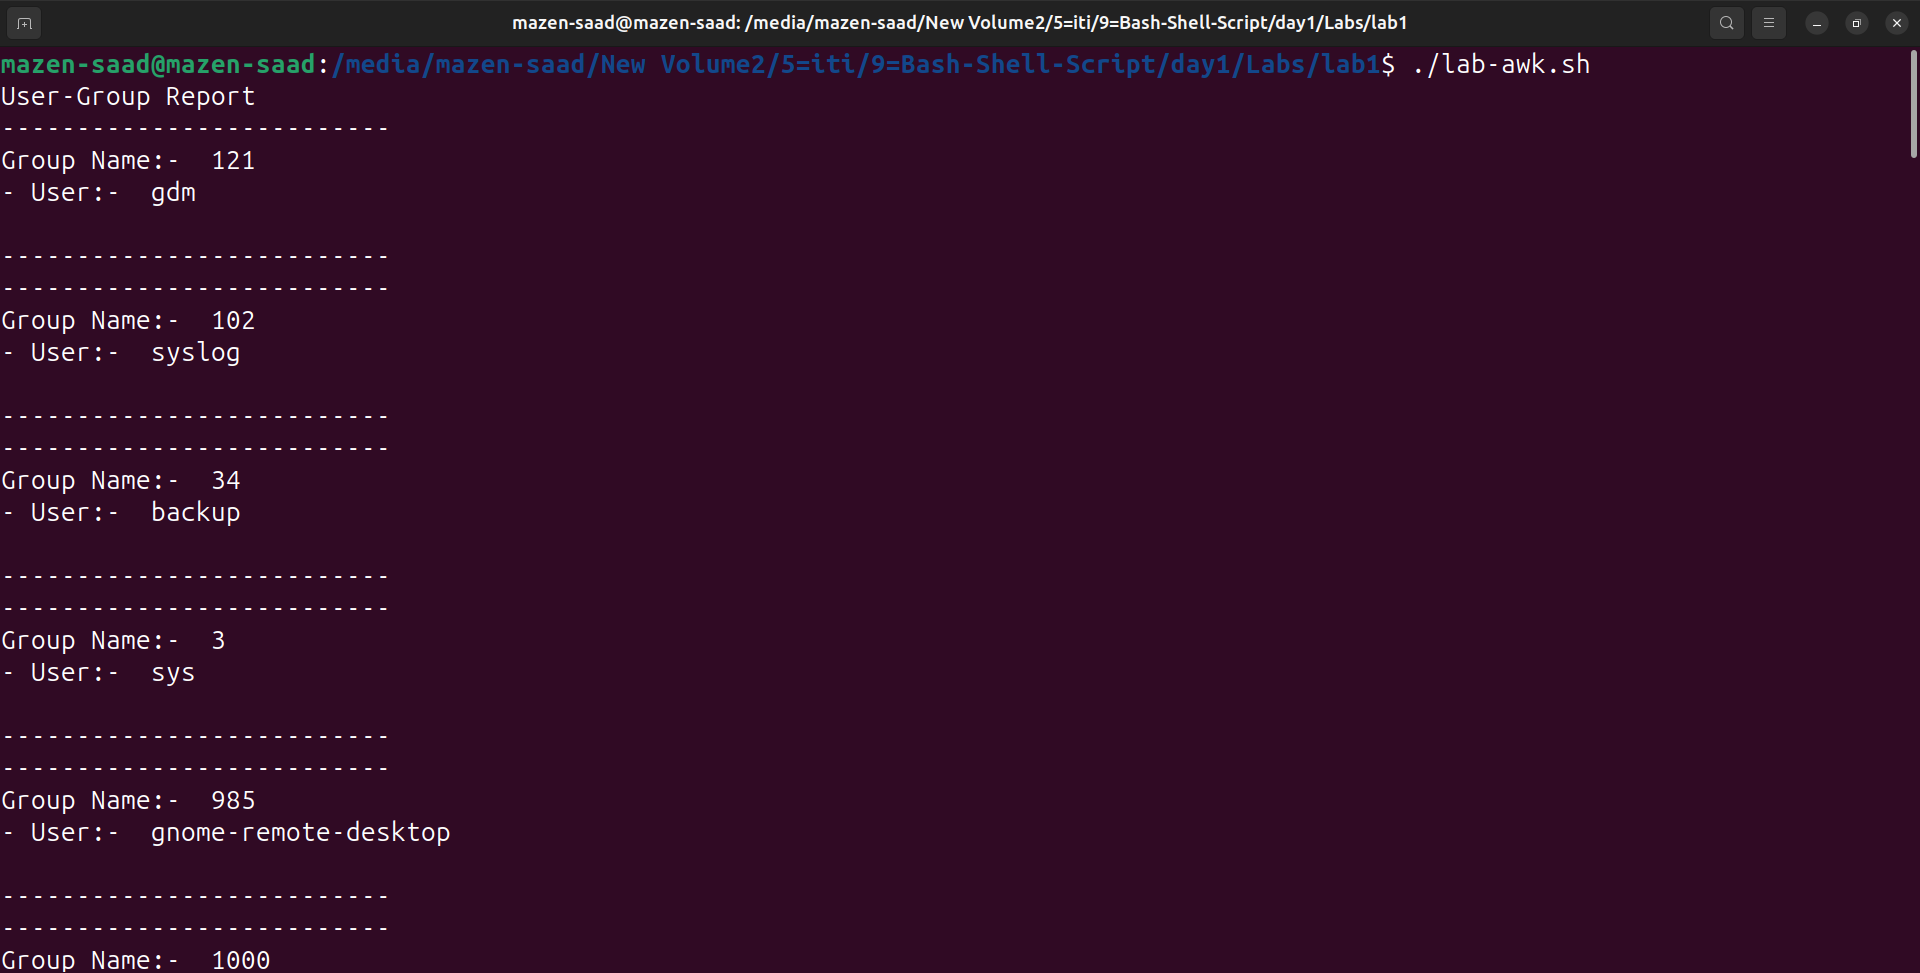 mazen-saad@mazen-saad: /media/mazen-saad/New Volume2/5=iti/9=Bash-Shell-Script/day1/Labs/lab1
mazen-saad@mazen-saad:/media/mazen-saad/New Volume2/5=iti/9=Bash-Shell-Script/day1/Labs/lab1$ ./lab-awk.sh
User-Group Report
--------------------------
Group Name:-  121
- User:-  gdm
--------------------------
--------------------------
Group Name:-  102
- User:-  syslog
--------------------------
--------------------------
Group Name:-  34
- User:-  backup
--------------------------
--------------------------
Group Name:-  3
- User:-  sys
--------------------------
--------------------------
Group Name:-  985
- User:-  gnome-remote-desktop
--------------------------
--------------------------
Group Name:-  1000